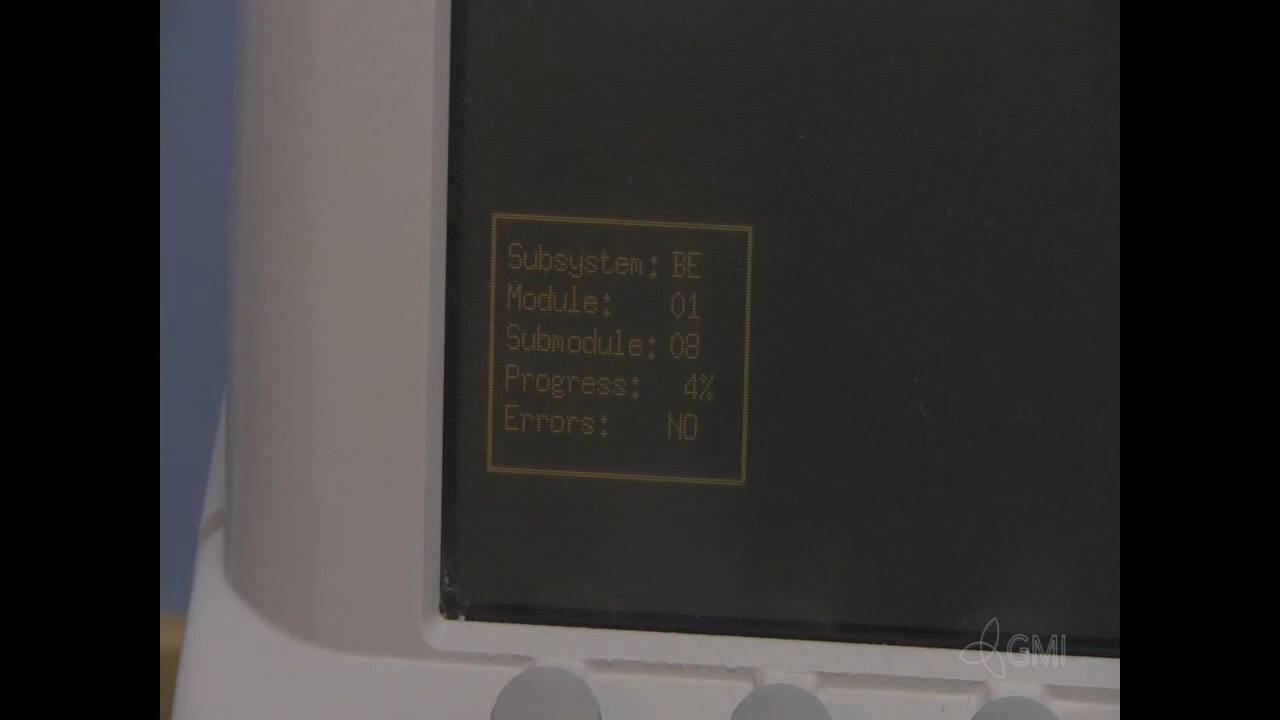 Subsystem: BE
Module: 01
Submodule: 08
Progress: 4%
Errors: NO
GMI